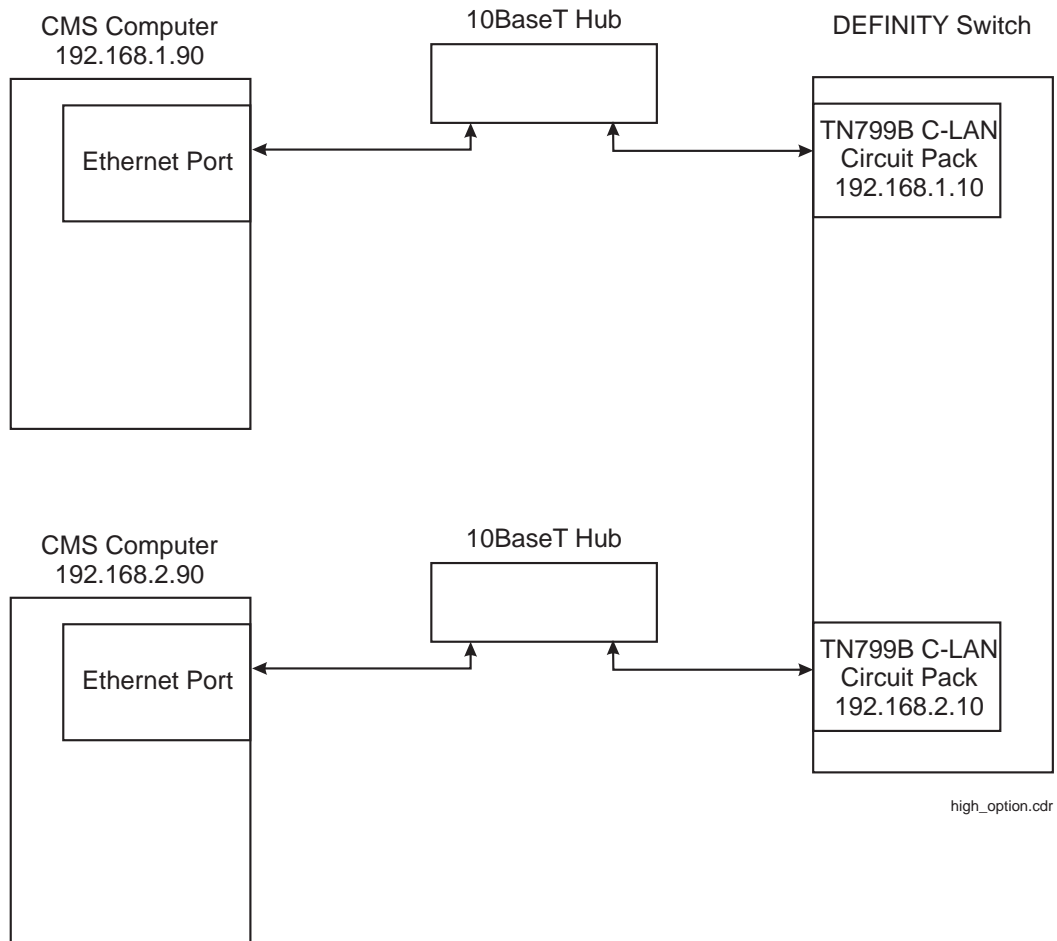 CMS Computer
192.168.1.90
10BaseT Hub
DEFINITY Switch
Ethernet Port
TN799B C-LAN
Circuit Pack
192.168.1.10
CMS Computer
192.168.2.90
10BaseT Hub
Ethernet Port
TN799B C-LAN
Circuit Pack
192.168.2.10
high_option.cdr